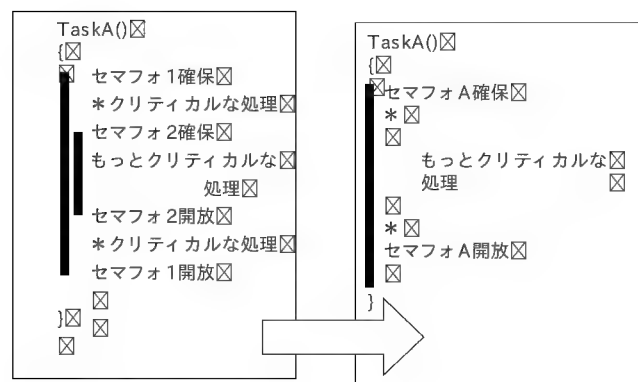 TaskA()
{
セマフォ1確保
*クリティカルな処理
セマフォ2確保
もっとクリティカルな
処理
セマフォ2開放
*クリティカルな処理
セマフォ1開放
}
TaskA()
{
セマフォA確保
*
もっとクリティカルな
処理
*
セマフォA開放
}